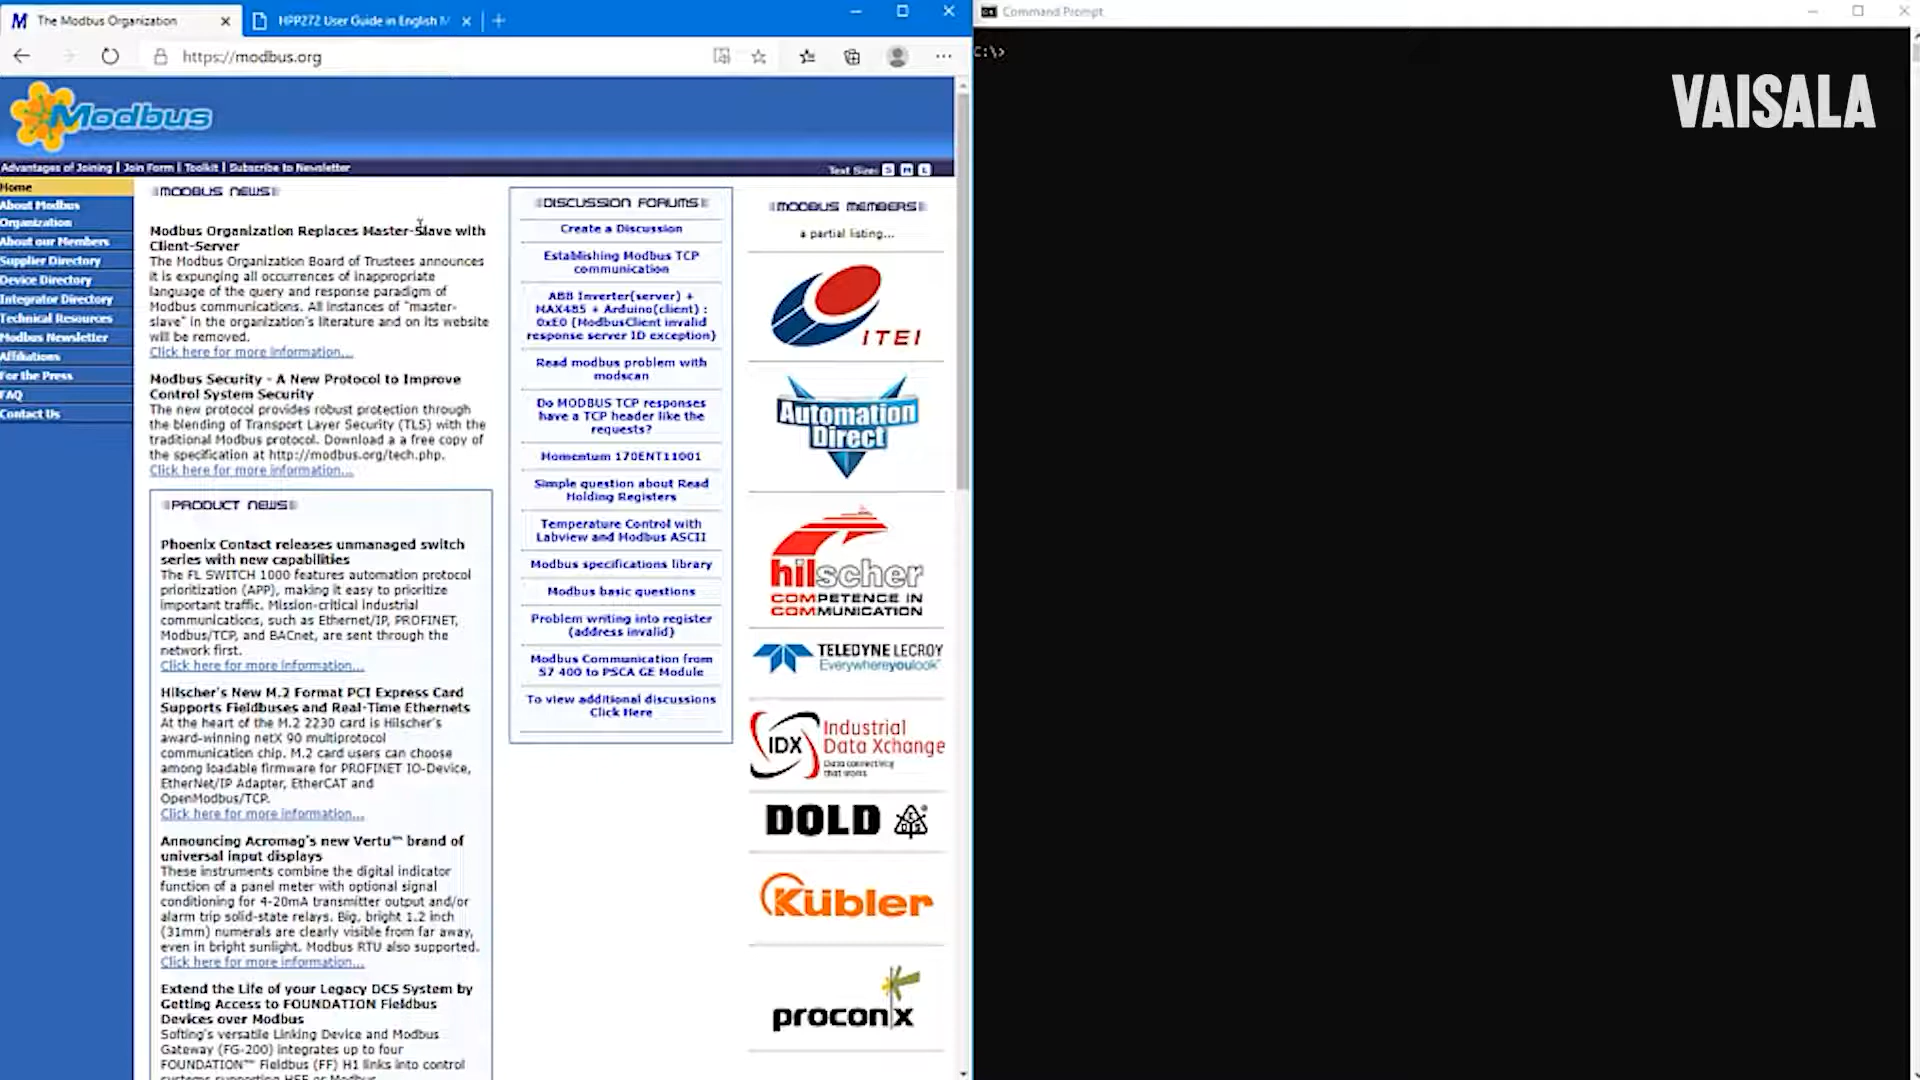 The Modbus Organization
HPP272 User Guide in English M
https://modbus.org
Modbus
Advantages of Joining | Join Form | Toolkit | Subscribe to Newsletter
Text Size: S M L
Home
About Modbus
Organization
About our Members
Supplier Directory
Device Directory
Integrator Directory
Technical Resources
Modbus Newsletter
Affiliations
For the Press
FAQ
Contact Us
MODBUS NEWS
Modbus Organization Replaces Master-Slave with
Client-Server
The Modbus Organization Board of Trustees announces
it is expunging all occurrences of inappropriate
language of the query and response paradigm of
Modbus communications. All instances of "master-
slave" in the organization's literature and on its website
will be removed.
Click here for more information...
Modbus Security - A New Protocol to Improve
Control System Security
The new protocol provides robust protection through
the blending of Transport Layer Security (TLS) with the
traditional Modbus protocol. Download a a free copy of
the specification at http://modbus.org/tech.php.
Click here for more information...
PRODUCT NEWS
Phoenix Contact releases unmanaged switch
series with new capabilities
The FL SWITCH 1000 features automation protocol
prioritization (APP), making it easy to prioritize
important traffic. Mission-critical industrial
communications, such as Ethernet/IP, PROFINET,
Modbus/TCP, and BACnet, are sent through the
network first.
Click here for more information...
Hilscher's New M.2 Format PCI Express Card
Supports Fieldbuses and Real-Time Ethernets
At the heart of the M.2 2230 card is Hilscher's
award-winning netX 90 multiprotocol
communication chip. M.2 card users can choose
among loadable firmware for PROFINET IO-Device,
EtherNet/IP Adapter, EtherCAT and
OpenModbus/TCP.
Click here for more information...
Announcing Acromag's new Vertu™ brand of
universal input displays
These instruments combine the digital indicator
function of a panel meter with optional signal
conditioning for 4-20mA transmitter output and/or
alarm trip solid-state relays. Big, bright 1.2 inch
(31mm) numerals are clearly visible from far away,
even in bright sunlight. Modbus RTU also supported.
Click here for more information...
Extend the Life of your Legacy DCS System by
Getting Access to FOUNDATION Fieldbus
Devices over Modbus
Softing's versatile Linking Device and Modbus
Gateway (FG-200) integrates up to four
FOUNDATION™ Fieldbus (FF) H1 links into control
systems supporting HSE or Modbus.
DISCUSSION FORUMS
Create a Discussion
Establishing Modbus TCP
communication
ABB Inverter(server) +
MAX485 + Arduino(client) :
0xE0 (ModbusClient invalid
response server ID exception)
Read modbus problem with
modscan
Do MODBUS TCP responses
have a TCP header like the
requests?
Momentum 170ENT11001
Simple question about Read
Holding Registers
Temperature Control with
Labview and Modbus ASCII
Modbus specifications library
Modbus basic questions
Problem writing into register
(address invalid)
Modbus Communication from
S7 400 to PSCA GE Module
To view additional discussions
Click Here
MODBUS MEMBERS
a partial listing...
ITEI
Automation
Direct
hilscher
COMPETENCE IN
COMMUNICATION
TELEDYNE LECROY
Everywhereyoulook
IDX Industrial
Data Xchange
Data connectivity
that works
DOLD
Kübler
proconX
Command Prompt
C:\>
VAISALA